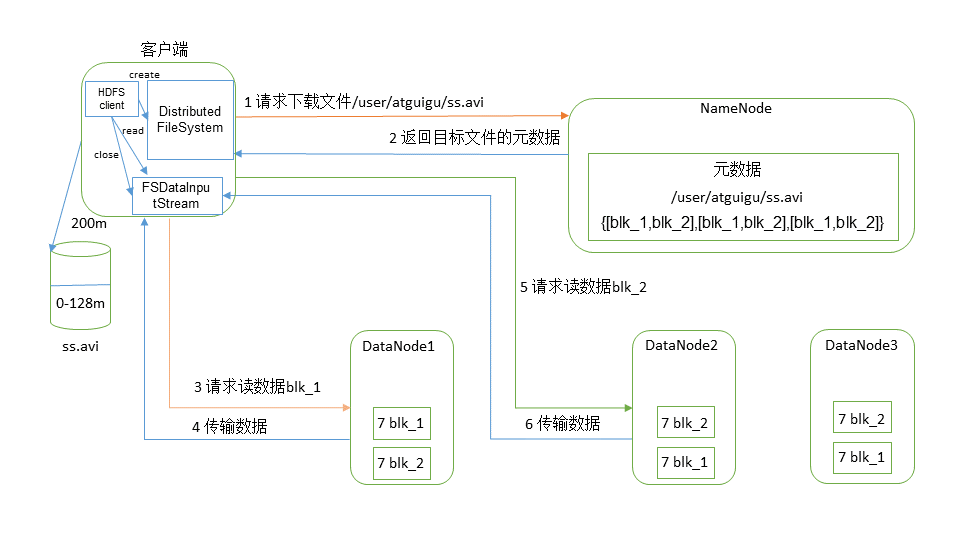 客户端
create
HDFS
client
Distributed
FileSystem
read
close
FSDataInpu
tStream
1 请求下载文件/user/atguigu/ss.avi
2 返回目标文件的元数据
NameNode
元数据
/user/atguigu/ss.avi
{[blk_1,blk_2],[blk_1,blk_2],[blk_1,blk_2]}
200m
0-128m
ss.avi
5 请求读数据blk_2
3 请求读数据blk_1
4 传输数据
6 传输数据
DataNode1
7 blk_1
7 blk_2
DataNode2
7 blk_2
7 blk_1
DataNode3
7 blk_2
7 blk_1